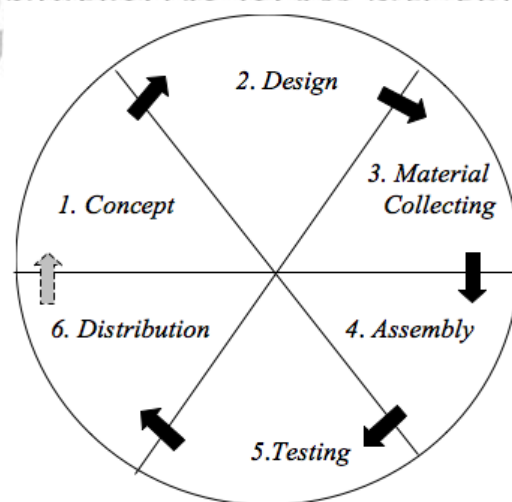 2. Design
3. Material
Collecting
1. Concept
6. Distribution
4. Assembly
5.Testing